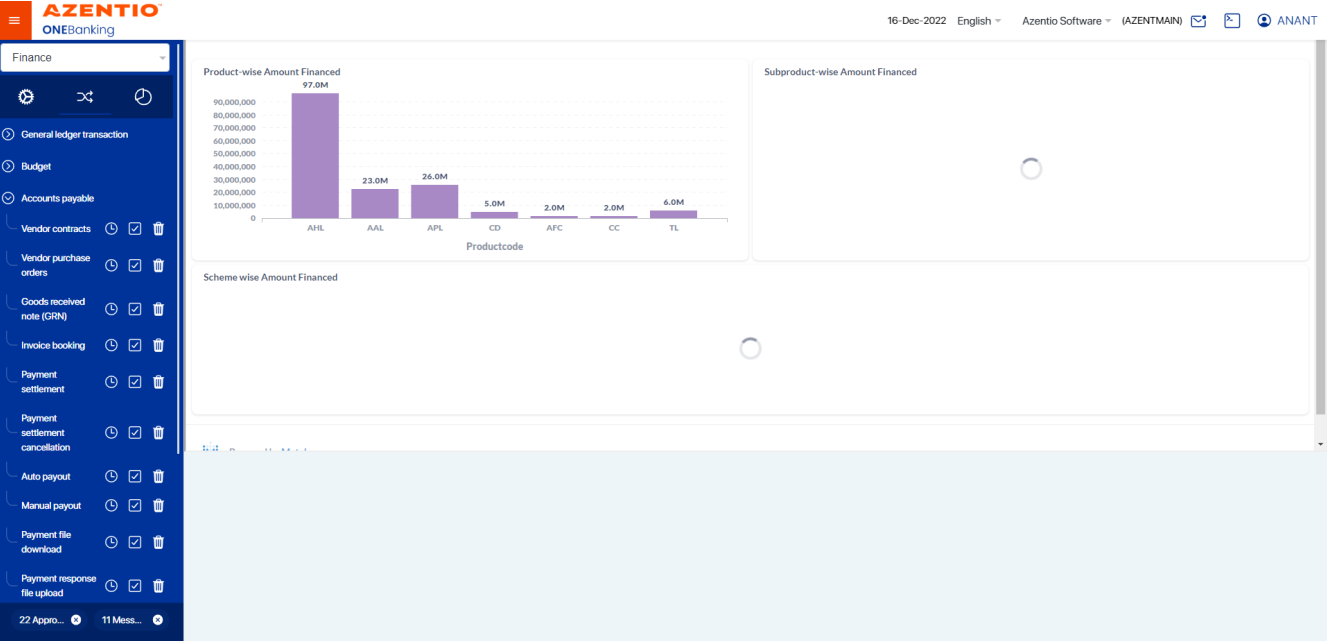 AZENTIO
ONEBanking
16-Dec-2022 English Azentio Software (AZENTMAIN) ANANT
Finance
General ledger transaction
Budget
Accounts payable
Vendor contracts
Vendor purchase
orders
Goods received
note (GRN)
Invoice booking
Payment
settlement
Payment
settlement
cancellation
Auto payout
Manual payout
Payment file
download
Payment response
file upload
22 Appro...
11 Mess...
Product-wise Amount Financed
97.0M
90,000,000
80,000,000
70,000,000
60,000,000
50,000,000
40,000,000
30,000,000
20,000,000
10,000,000
0
23.0M
26.0M
5.0M
2.0M
2.0M
6.0M
AHL AAL APL CD AFC CC TL
Productcode
Subproduct-wise Amount Financed
Scheme wise Amount Financed